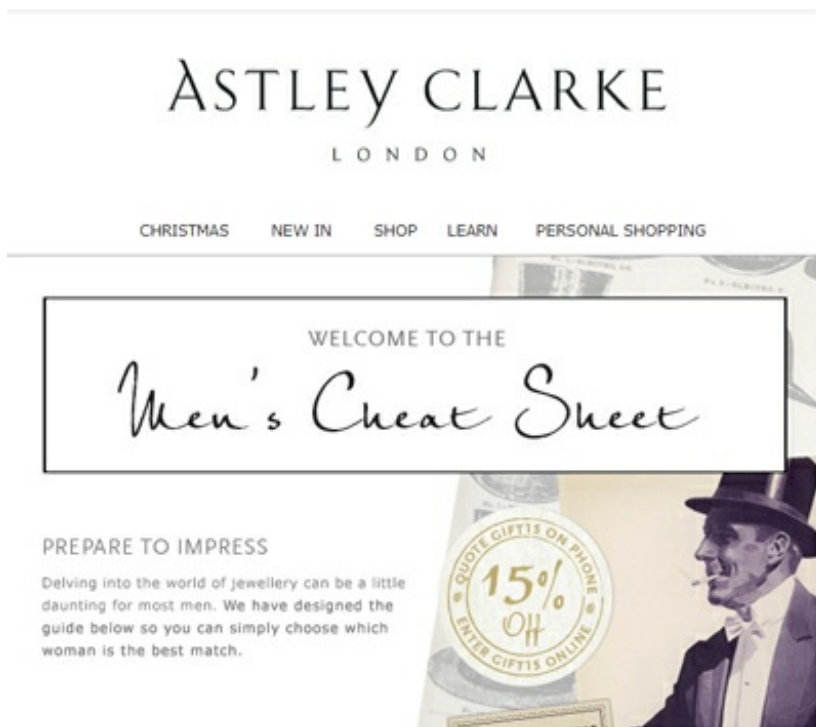 ASTLEY CLARKE
LONDON
CHRISTMAS NEW IN SHOP LEARN PERSONAL SHOPPING
WELCOME TO THE
Men's Cheat Sheet
PREPARE TO IMPRESS
Delving into the world of jewellery can be a little
daunting for most men. We have designed the
guide below so you can simply choose which
woman is the best match.
QUOTE GIFT15 ON PHONE
15%
Off
ENTER GIFT15 ONLINE